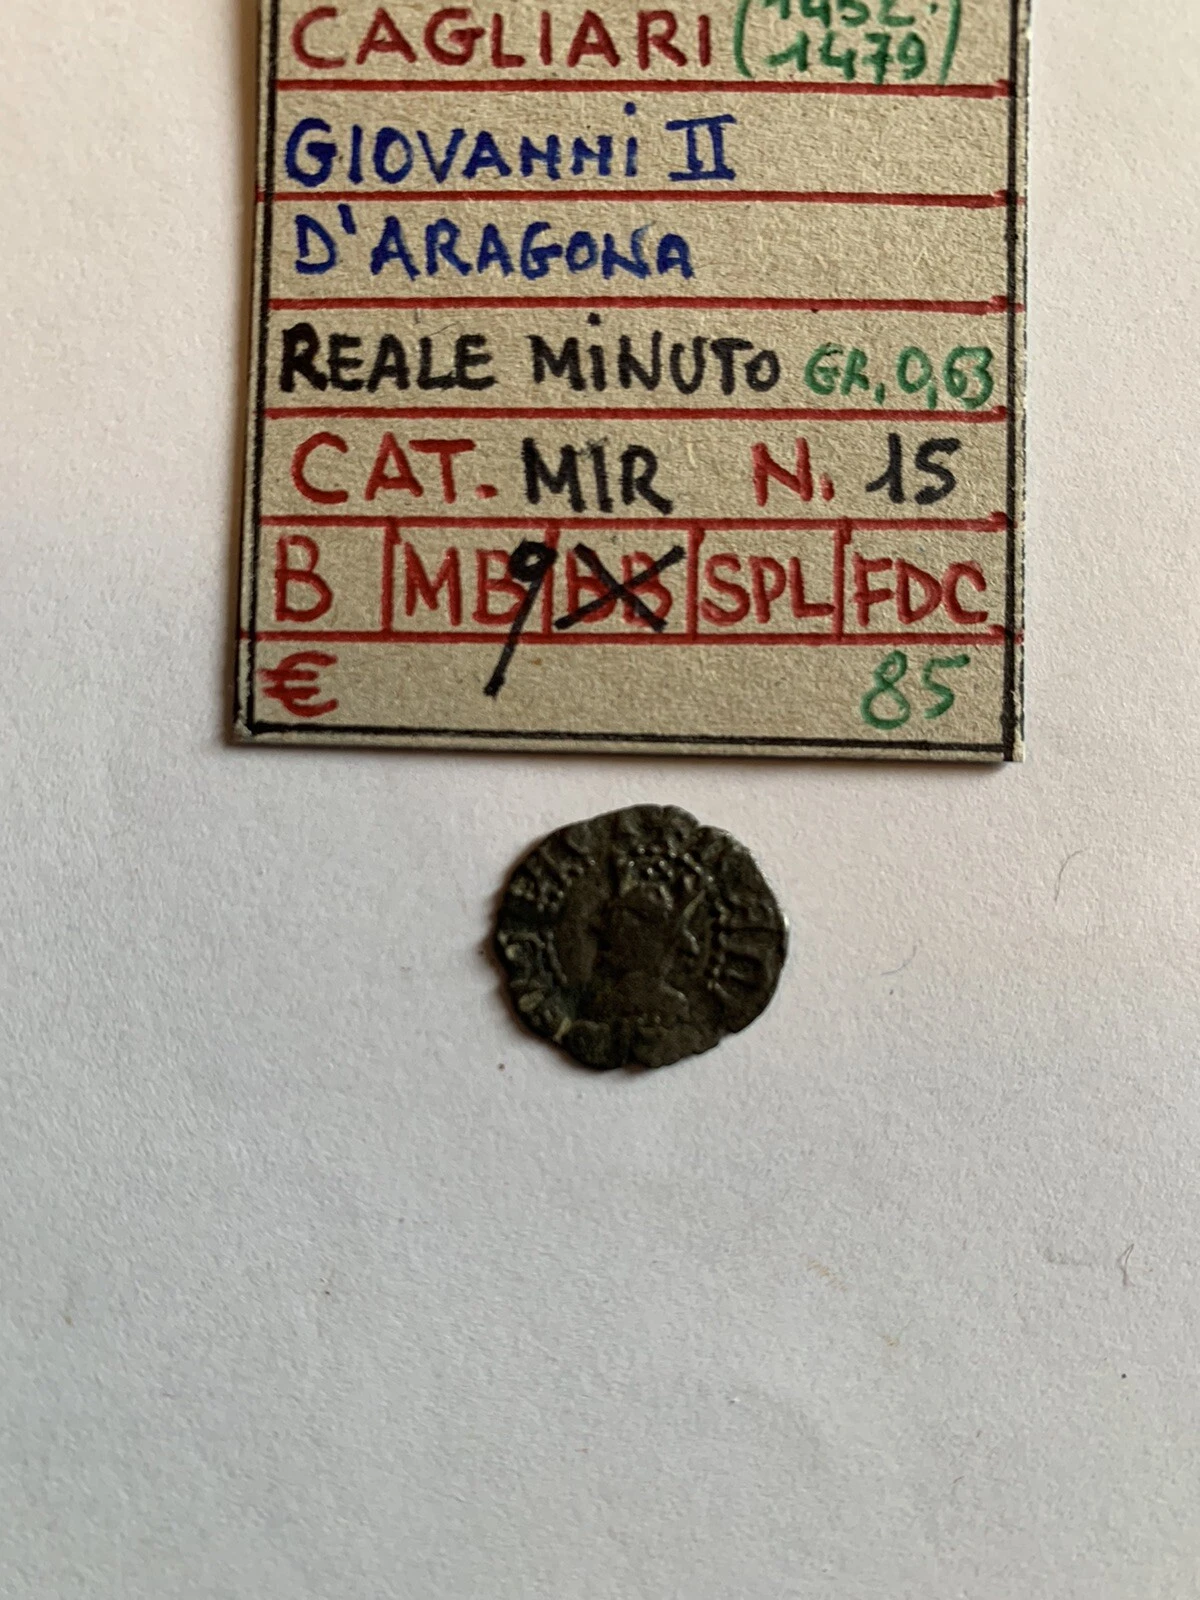 CAGLIARI (1452-
1479)
GIOVANNI II
D'ARAGONA
REALE MINUTO GR, 0,63
CAT. MIR N. 15
B MB 9 BB SPL FDC
€ 85